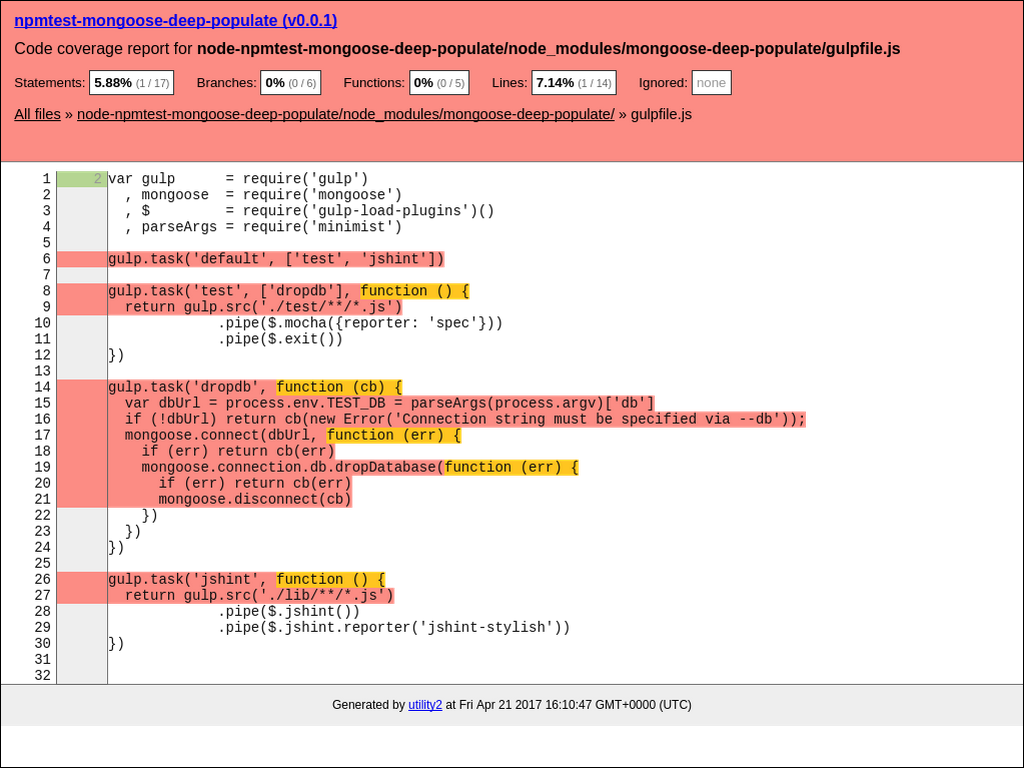 npmtest-mongoose-deep-populate (v0.0.1)
Code coverage report for node-npmtest-mongoose-deep-populate/node_modules/mongoose-deep-populate/gulpfile.js
Statements: 5.88% (1 / 17) Branches: 0% (0 / 6) Functions: 0% (0 / 5) Lines: 7.14% (1 / 14) Ignored: none
All files » node-npmtest-mongoose-deep-populate/node_modules/mongoose-deep-populate/ » gulpfile.js
1 2 var gulp      = require('gulp')
2   , mongoose  = require('mongoose')
3   , $         = require('gulp-load-plugins')()
4   , parseArgs = require('minimist')
5
6 gulp.task('default', ['test', 'jshint'])
7
8 gulp.task('test', ['dropdb'], function () {
9   return gulp.src('./test/**/*.js')
10              .pipe($.mocha({reporter: 'spec'}))
11              .pipe($.exit())
12 })
13
14 gulp.task('dropdb', function (cb) {
15   var dbUrl = process.env.TEST_DB = parseArgs(process.argv)['db']
16   if (!dbUrl) return cb(new Error('Connection string must be specified via --db'));
17   mongoose.connect(dbUrl, function (err) {
18     if (err) return cb(err)
19     mongoose.connection.db.dropDatabase(function (err) {
20       if (err) return cb(err)
21       mongoose.disconnect(cb)
22     })
23   })
24 })
25
26 gulp.task('jshint', function () {
27   return gulp.src('./lib/**/*.js')
28              .pipe($.jshint())
29              .pipe($.jshint.reporter('jshint-stylish'))
30 })
31
32
Generated by utility2 at Fri Apr 21 2017 16:10:47 GMT+0000 (UTC)